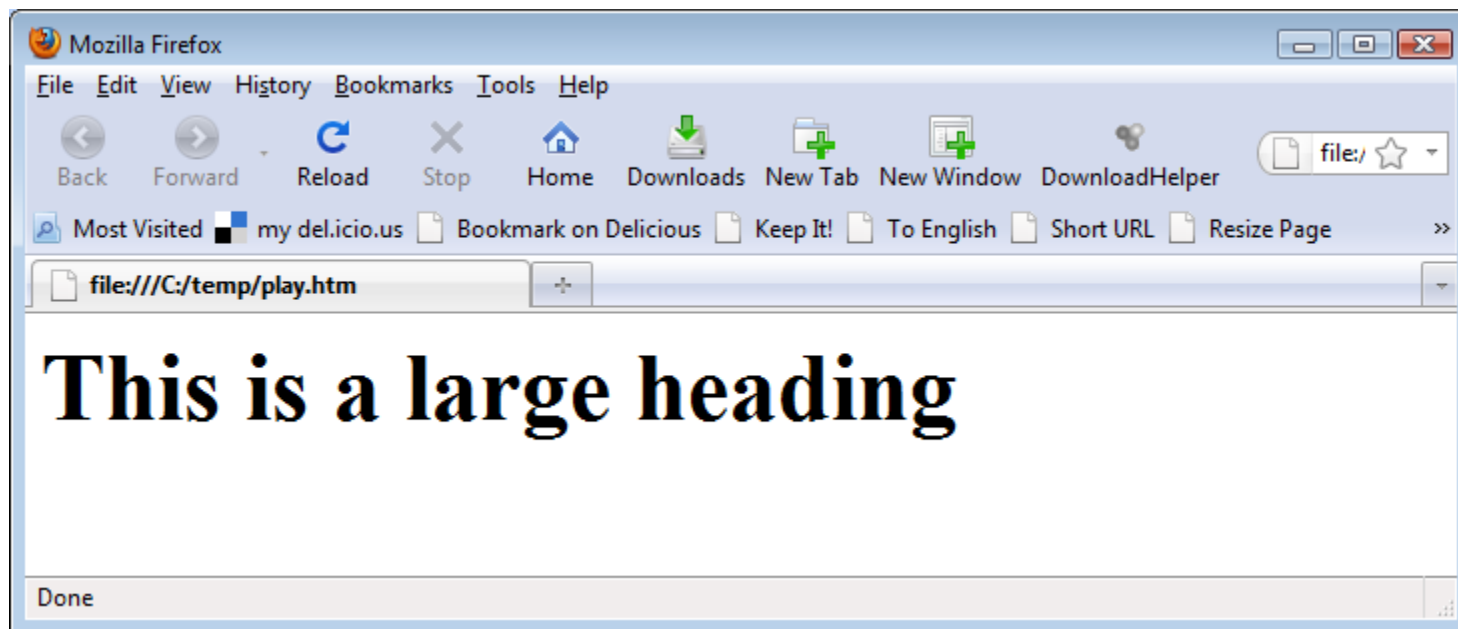 Mozilla Firefox
File Edit View History Bookmarks Tools Help
Back Forward Reload Stop Home Downloads New Tab New Window DownloadHelper file:/
Most Visited my del.icio.us Bookmark on Delicious Keep It! To English Short URL Resize Page »
file:///C:/temp/play.htm
This is a large heading
Done